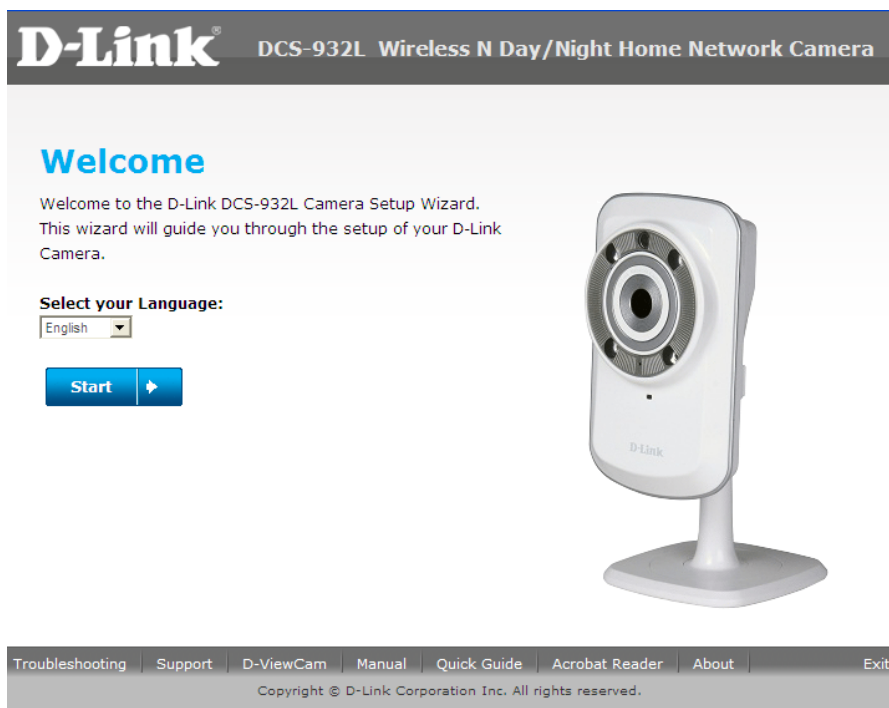 D-Link®
DCS-932L Wireless N Day/Night Home Network Camera
Welcome
Welcome to the D-Link DCS-932L Camera Setup Wizard.
This wizard will guide you through the setup of your D-Link
Camera.
Select your Language:
English
Start
D-Link
Troubleshooting
Support
D-ViewCam
Manual
Quick Guide
Acrobat Reader
About
Exit
Copyright © D-Link Corporation Inc. All rights reserved.